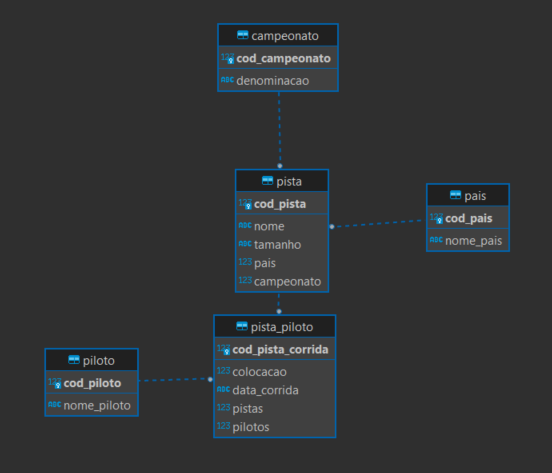 campeonato
123 cod_campeonato
ABC denominacao
pista
123 cod_pista
ABC nome
ABC tamanho
123 pais
123 campeonato
pais
123 cod_pais
ABC nome_pais
pista_piloto
123 cod_pista_corrida
123 colocacao
ABC data_corrida
123 pistas
123 pilotos
piloto
123 cod_piloto
ABC nome_piloto